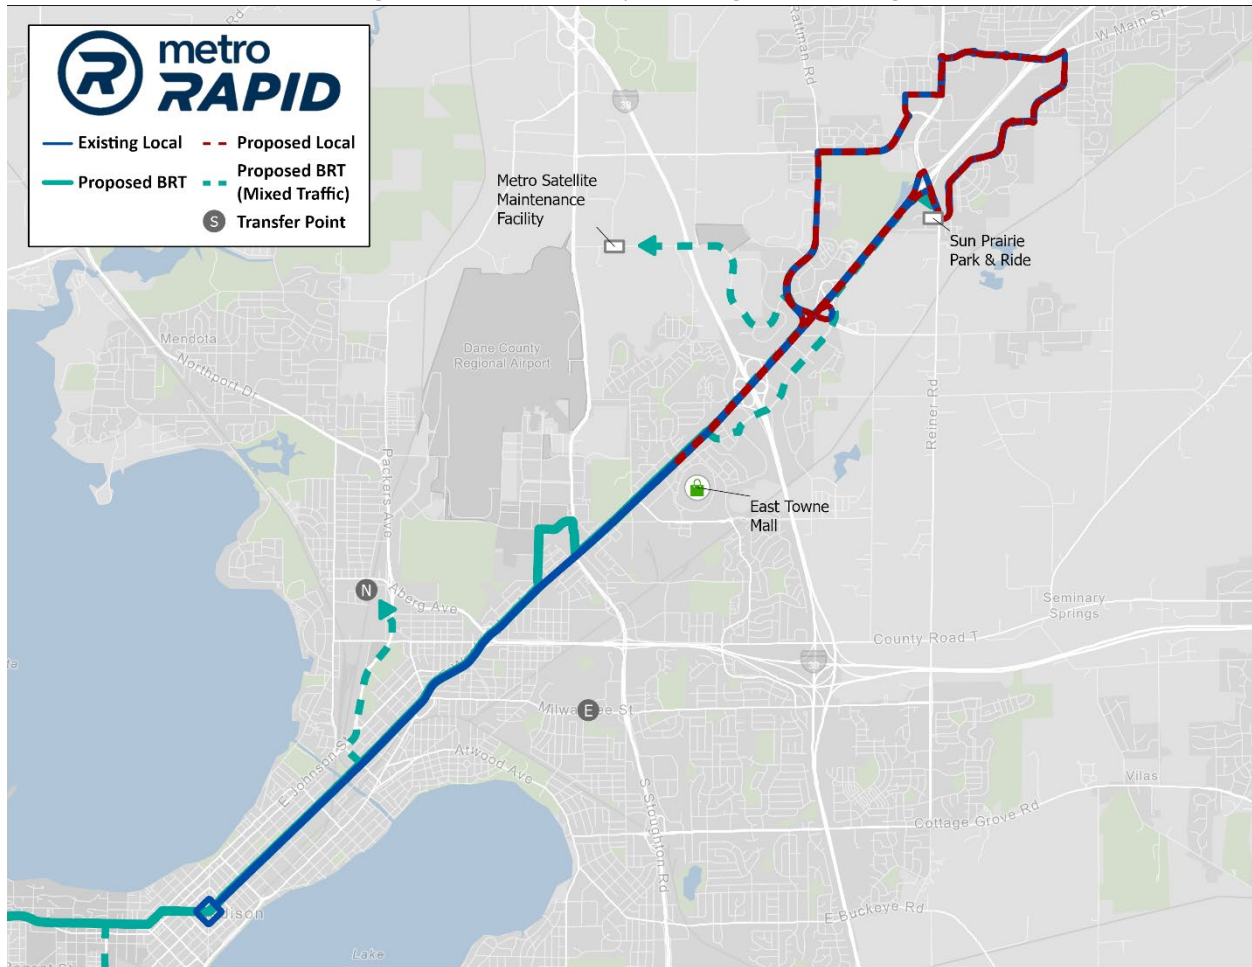 R
metro
RAPID
Existing Local
Proposed Local
Proposed BRT
Proposed BRT
(Mixed Traffic)
S Transfer Point
W Main St
Rattman Rd
39
Metro Satellite
Maintenance
Facility
Sun Prairie
Park & Ride
Mendota
Northport Dr
Dane County
Regional Airport
Reiner Rd
Packers Ave
East Towne
Mall
N
Aberg Ave
Seminary
Springs
County Road T
39
E
E Johnson St
Atwood Ave
S Stoughton Rd
Vilas
Cottage Grove Rd
E Buckeye Rd
Lake